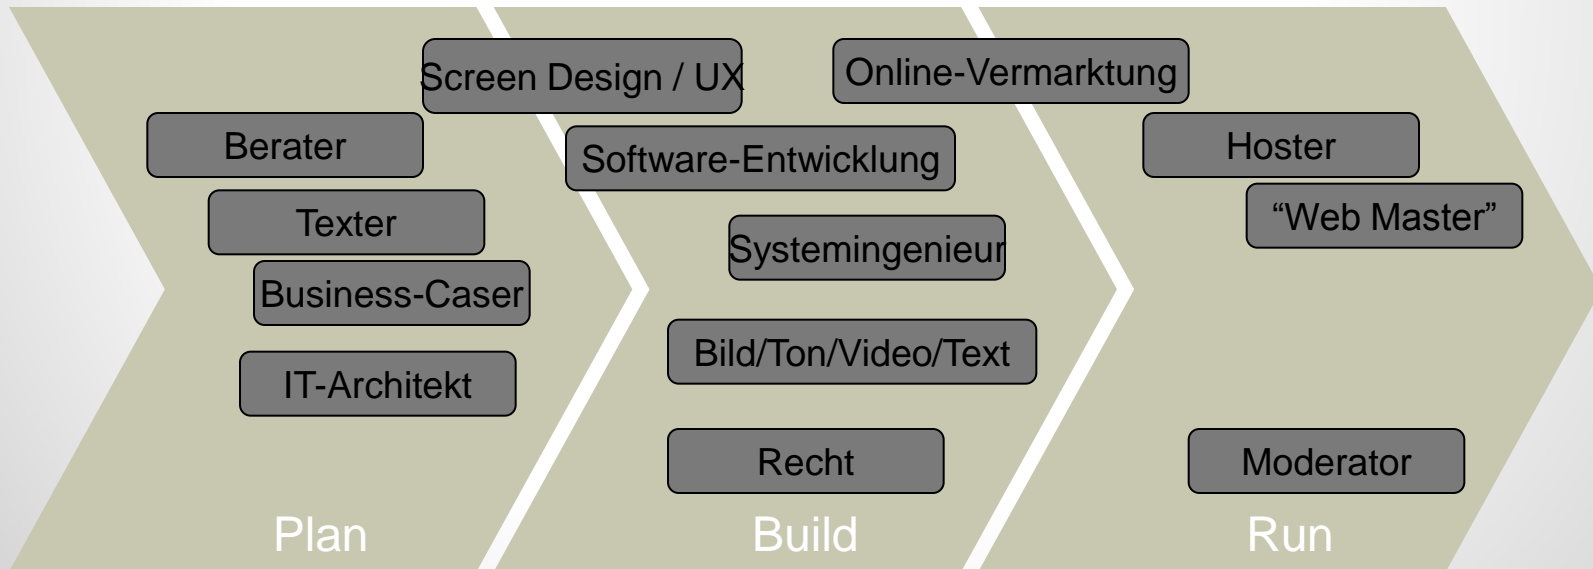 Screen Design / UX
Online-Vermarktung
Berater
Software-Entwicklung
Hoster
Texter
“Web Master”
Systemingenieur
Business-Caser
Bild/Ton/Video/Text
IT-Architekt
Recht
Moderator
Plan
Build
Run